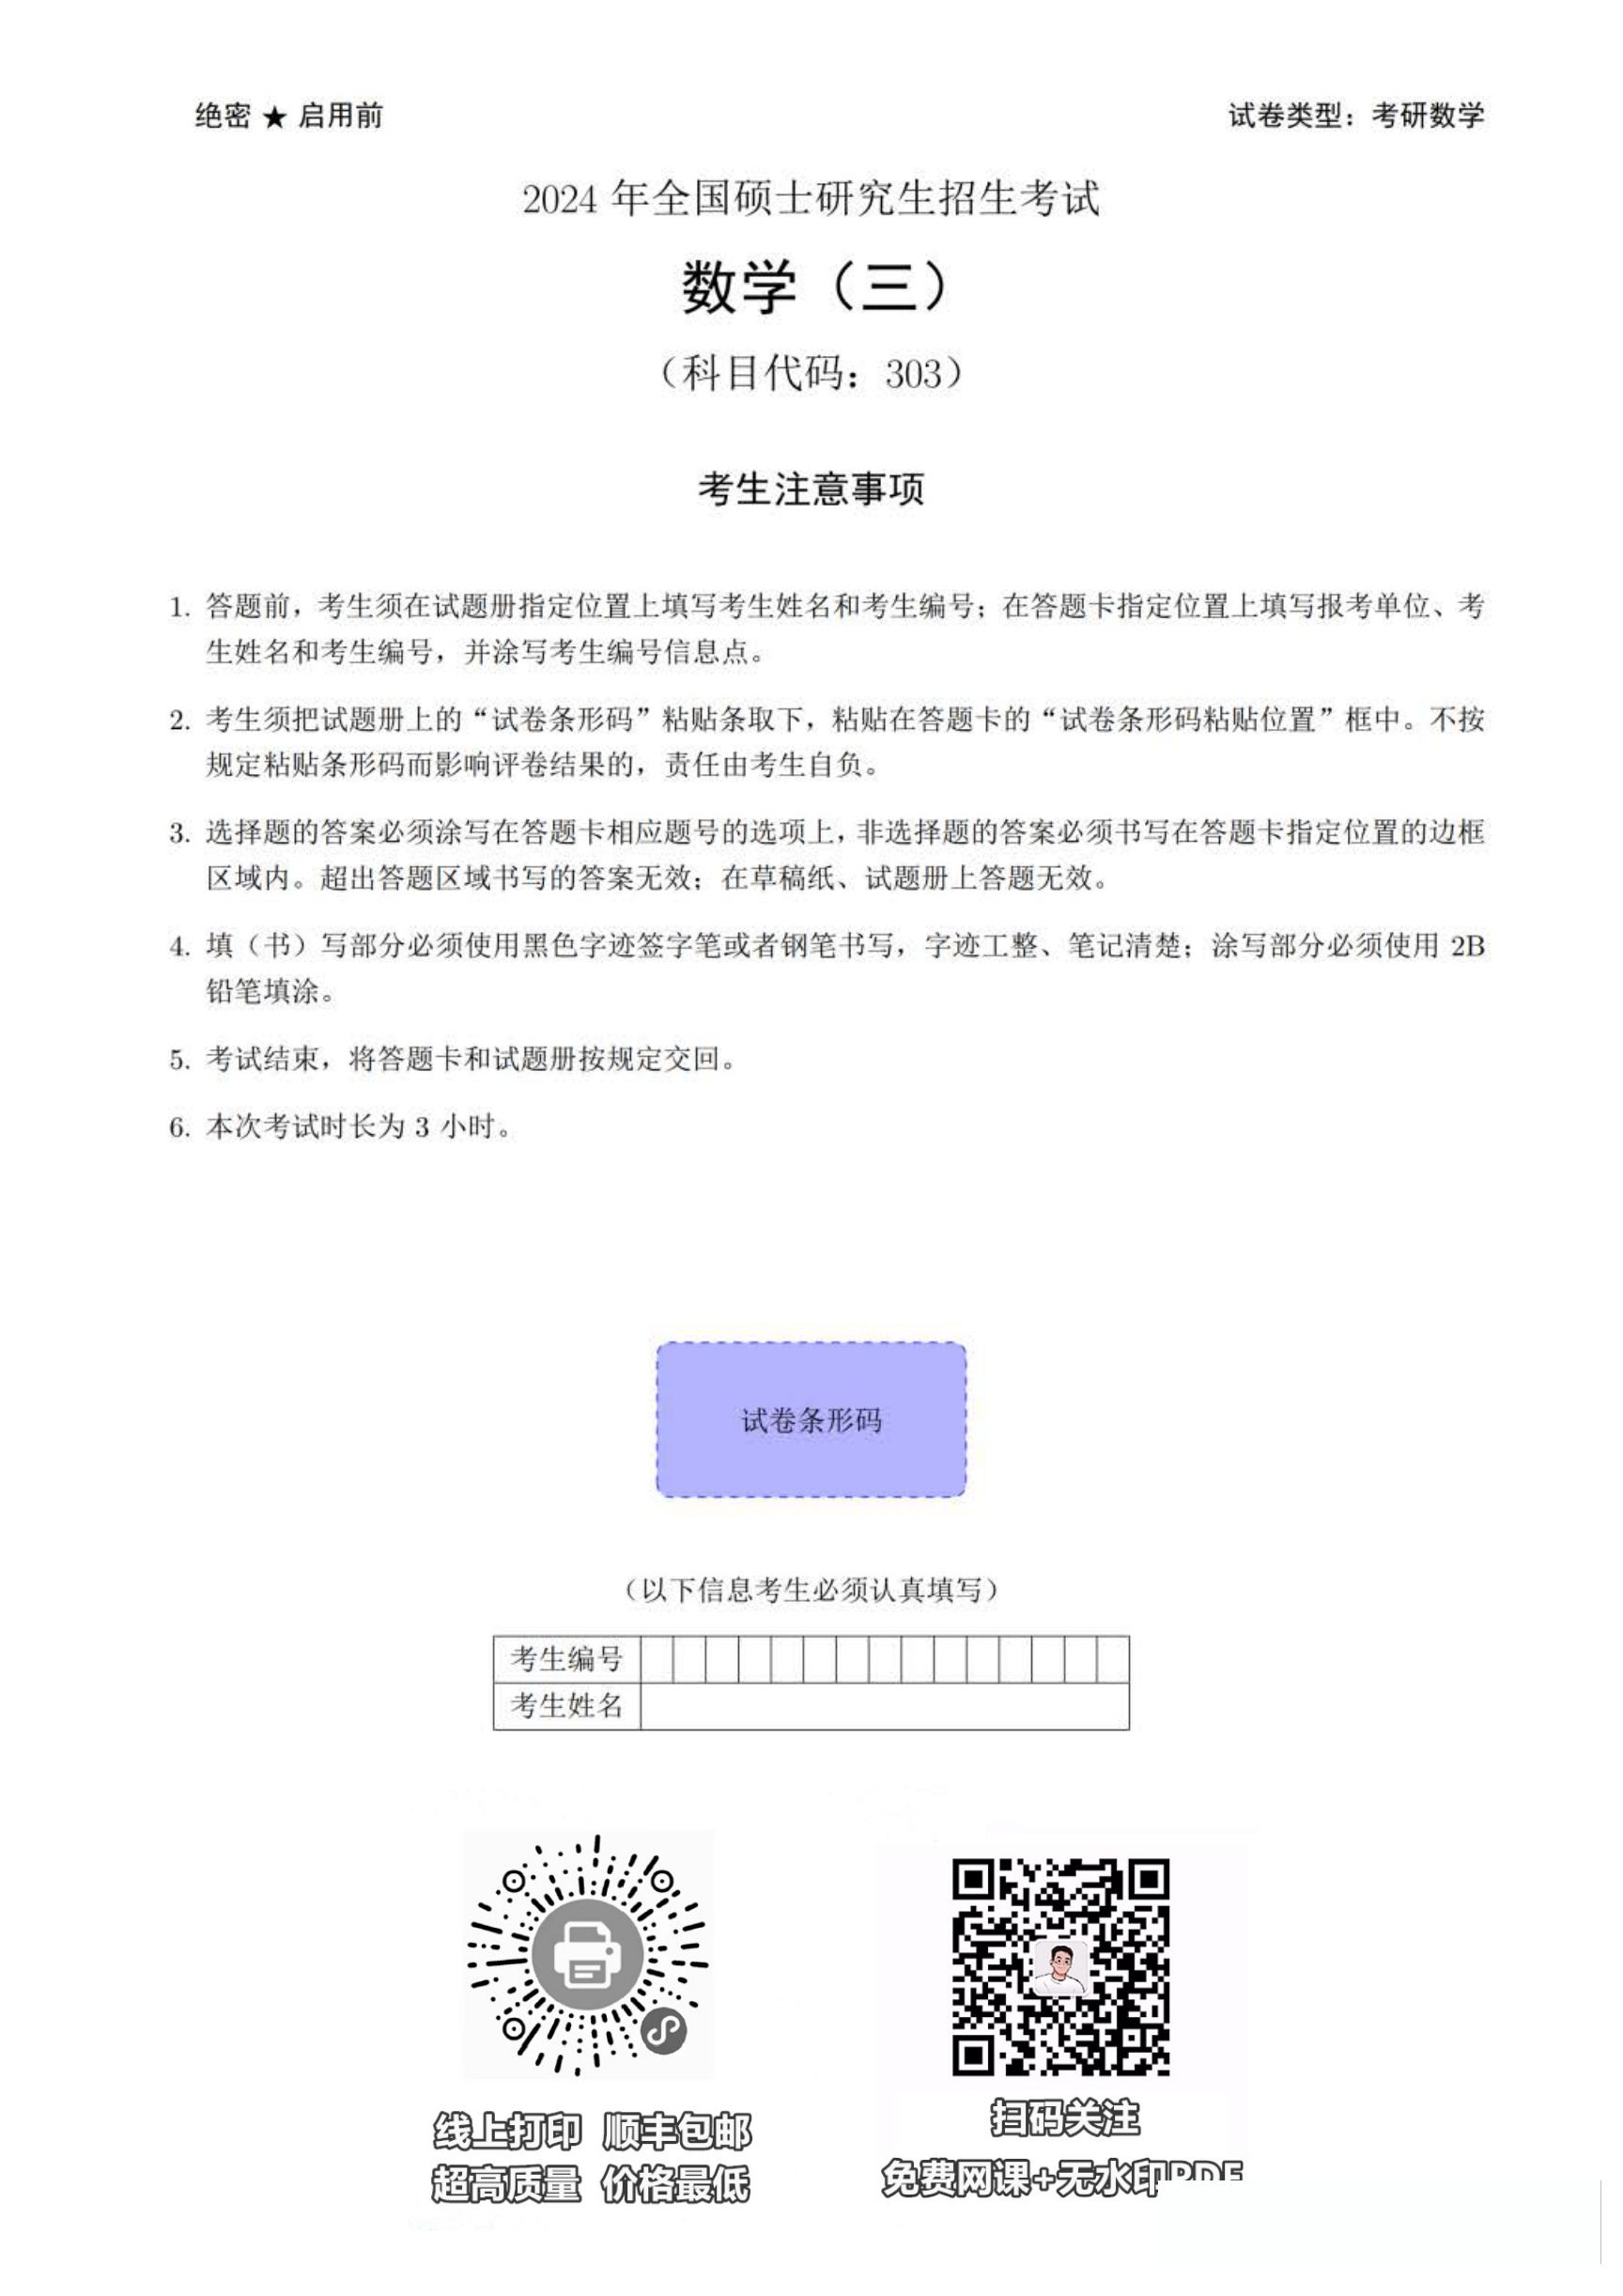 绝密 ★ 启用前
试卷类型：考研数学
2024 年全国硕士研究生招生考试
数学（三）
（科目代码：303）
考生注意事项
1. 答题前，考生须在试题册指定位置上填写考生姓名和考生编号；在答题卡指定位置上填写报考单位、考
生姓名和考生编号，并涂写考生编号信息点。
2. 考生须把试题册上的“试卷条形码”粘贴条取下，粘贴在答题卡的“试卷条形码粘贴位置”框中。不按
规定粘贴条形码而影响评卷结果的，责任由考生自负。
3. 选择题的答案必须涂写在答题卡相应题号的选项上，非选择题的答案必须书写在答题卡指定位置的边框
区域内。超出答题区域书写的答案无效；在草稿纸、试题册上答题无效。
4. 填（书）写部分必须使用黑色字迹签字笔或者钢笔书写，字迹工整、笔记清楚；涂写部分必须使用 2B
铅笔填涂。
5. 考试结束，将答题卡和试题册按规定交回。
6. 本次考试时长为 3 小时。
试卷条形码
（以下信息考生必须认真填写）
考生编号
考生姓名
线上打印 顺丰包邮
超高质量 价格最低
扫码关注
免费网课+无水印PDF